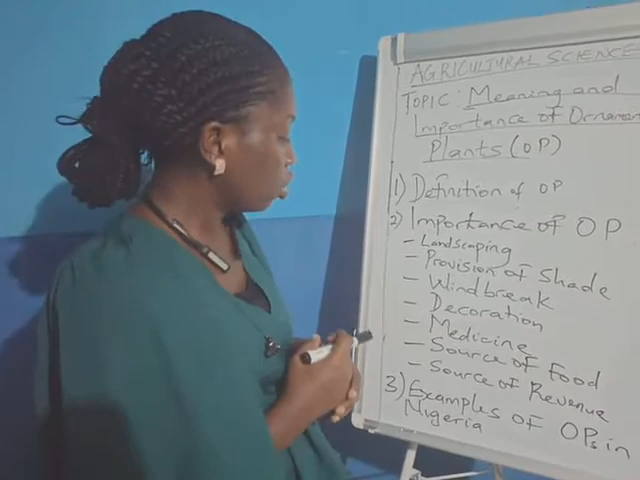 AGRICULTURAL SCIENCE
TOPIC: Meaning and
Importance of Ornamen
Plants (OP)
1) Definition of OP
2) Importance of OP
- Landscaping
- Provision of Shade
- Windbreak
- Decoration
- Medicine
- Source of Food
- Source of Revenue
3) Examples of OPs in
Nigeria